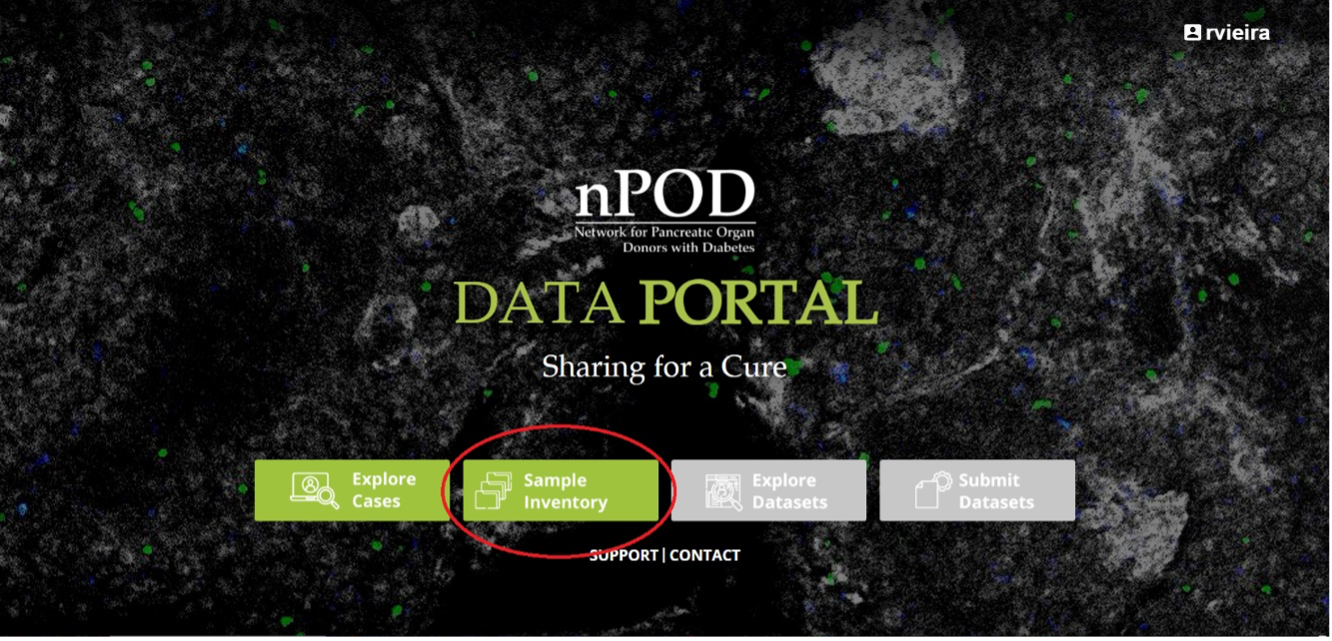 rvieira
nPOD
Network for Pancreatic Organ
Donors with Diabetes
DATA PORTAL
Sharing for a Cure
Explore
Cases
Sample
Inventory
Explore
Datasets
Submit
Datasets
SUPPORT | CONTACT